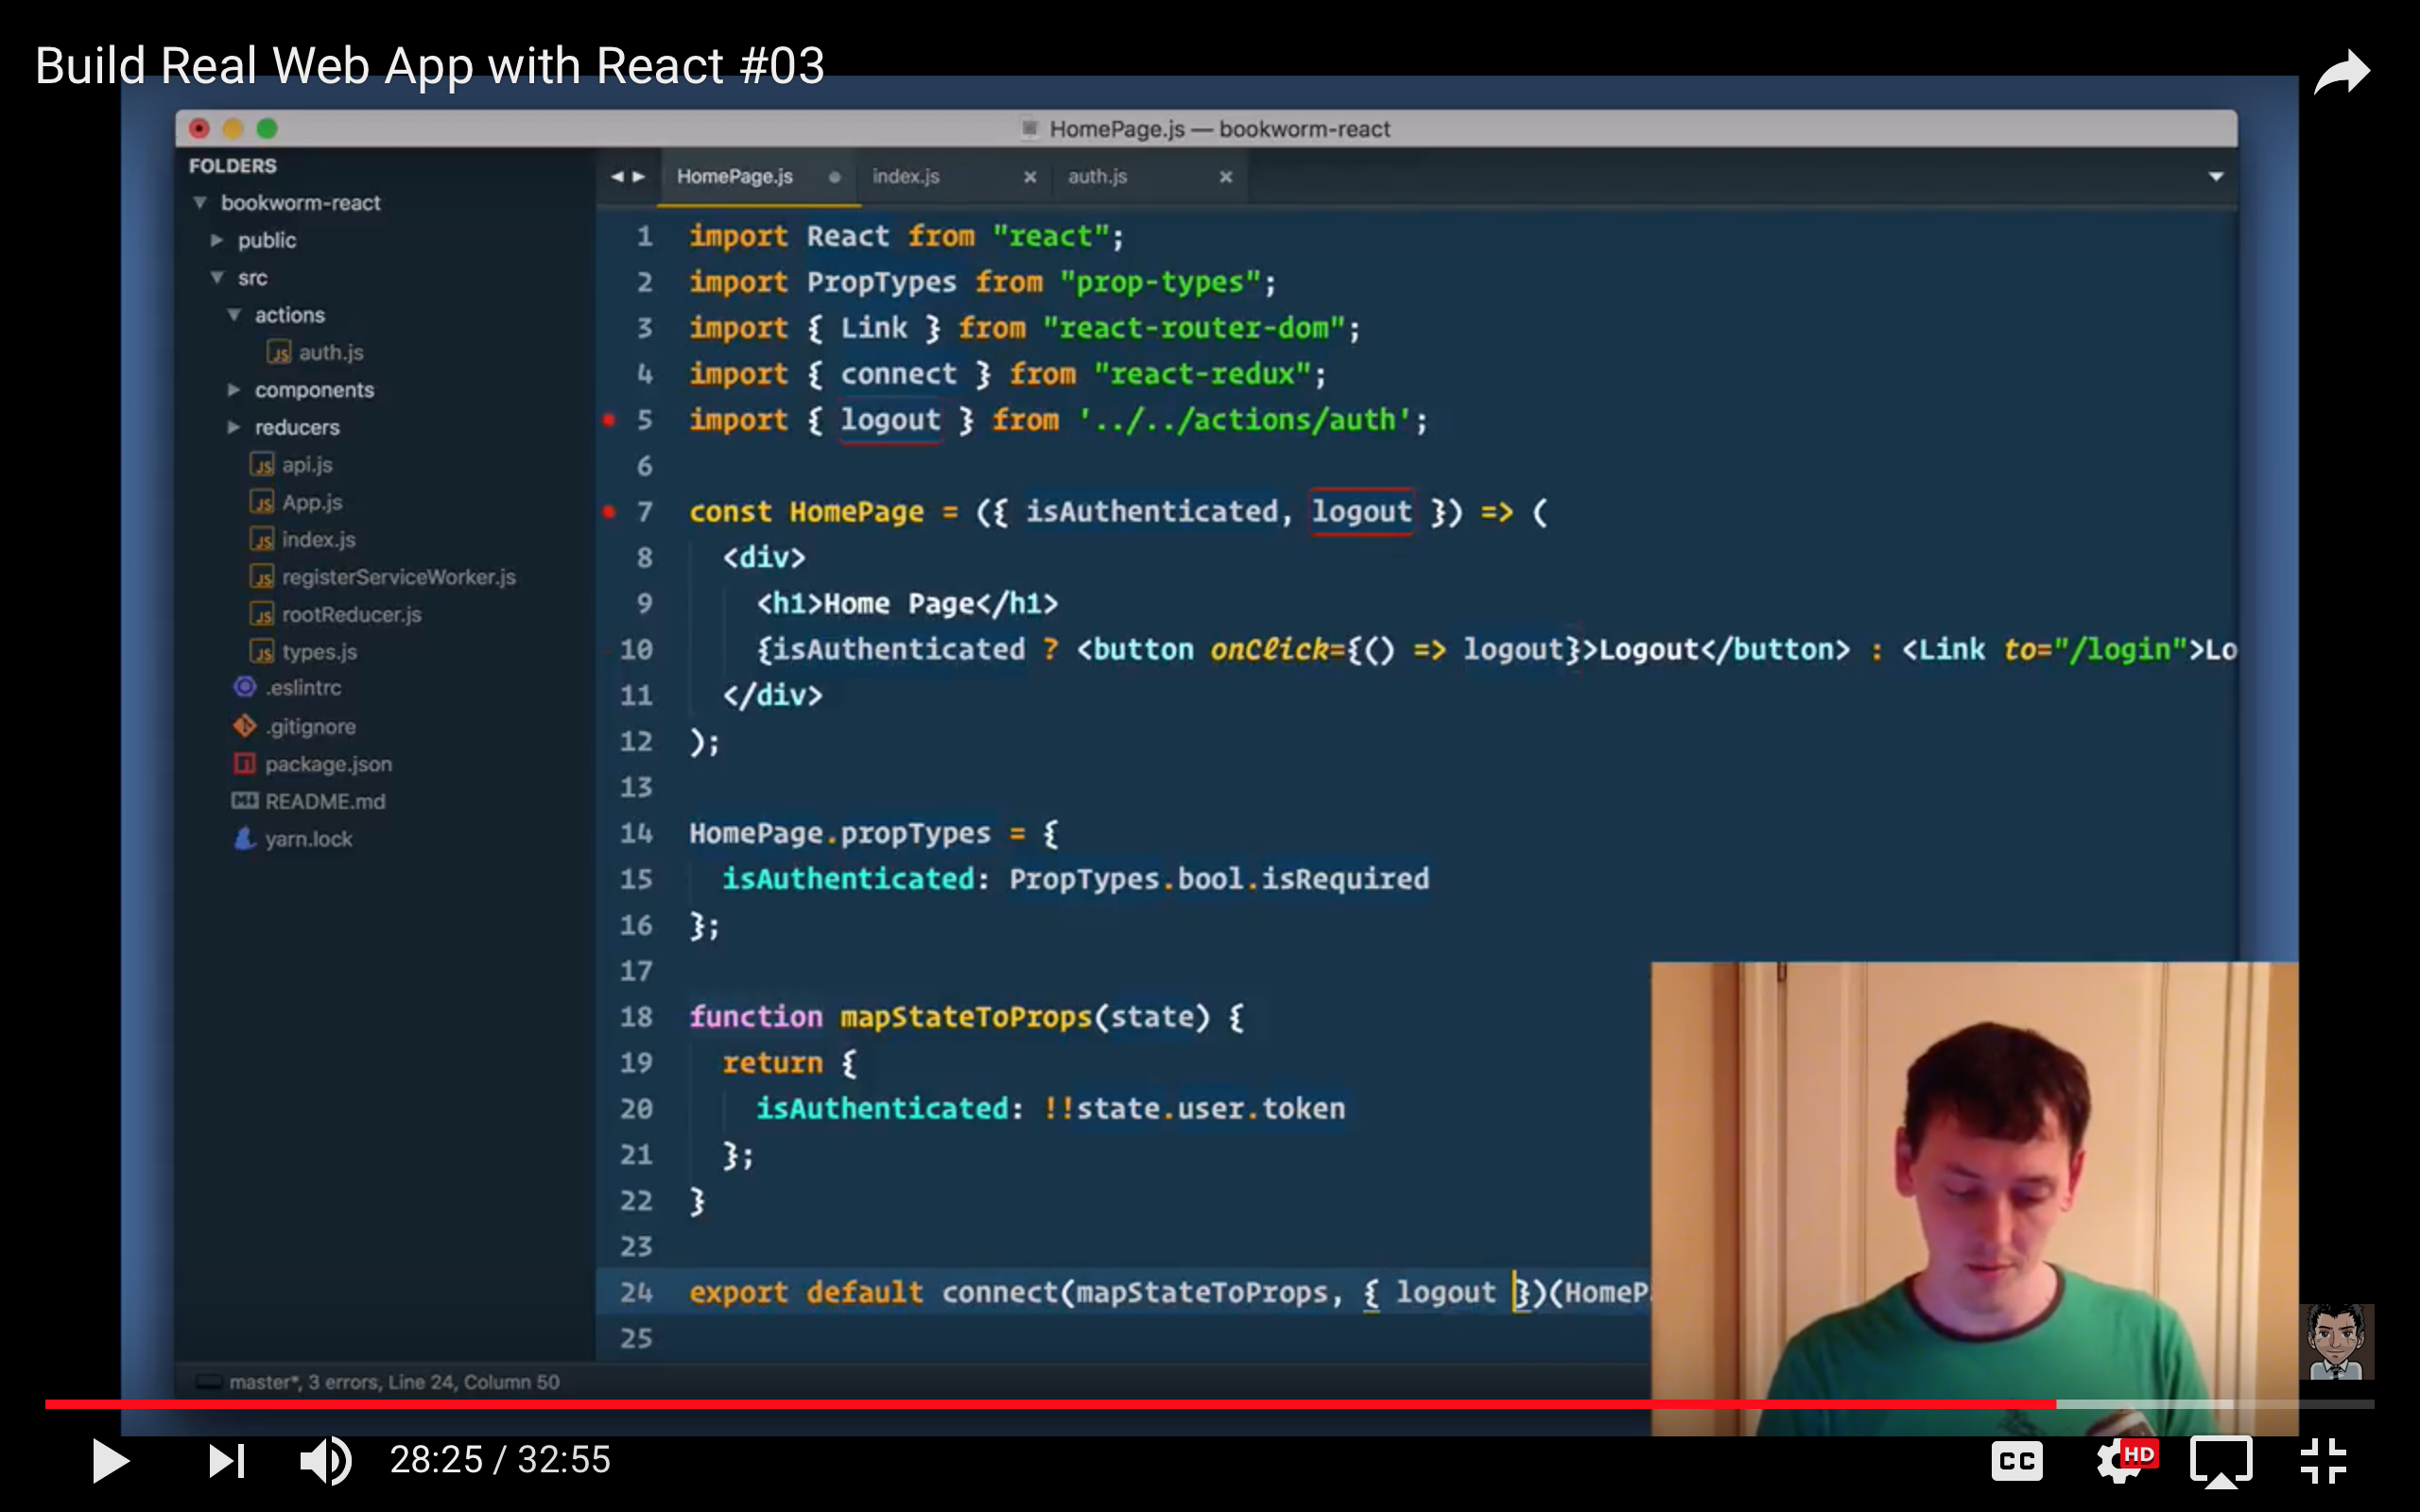 Build Real Web App with React #03
HomePage.js — bookworm-react
FOLDERS
bookworm-react
public
src
actions
auth.js
components
reducers
api.js
App.js
index.js
registerServiceWorker.js
rootReducer.js
types.js
.eslintrc
.gitignore
package.json
README.md
yarn.lock
HomePage.js index.js auth.js
1 import React from "react";
2 import PropTypes from "prop-types";
3 import { Link } from "react-router-dom";
4 import { connect } from "react-redux";
5 import { logout } from '../../actions/auth';
6
7 const HomePage = ({ isAuthenticated, logout }) => (
8 <div>
9 <h1>Home Page</h1>
10 {isAuthenticated ? <button onClick={() => logout}>Logout</button> : <Link to="/login">Lo
11 </div>
12 );
13
14 HomePage.propTypes = {
15 isAuthenticated: PropTypes.bool.isRequired
16 };
17
18 function mapStateToProps(state) {
19 return {
20 isAuthenticated: !!state.user.token
21 };
22 }
23
24 export default connect(mapStateToProps, { logout })(HomeP
25
master*, 3 errors, Line 24, Column 50
28:25 / 32:55
CC
HD